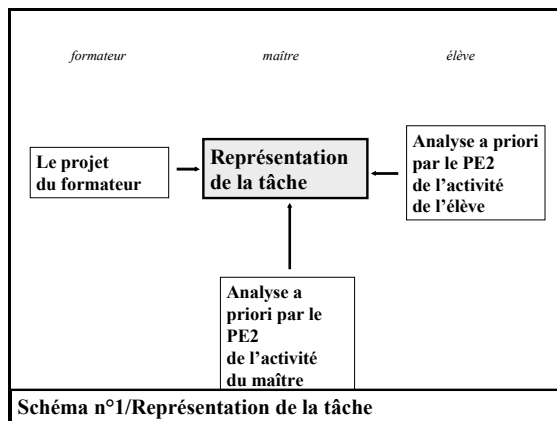 formateur
maître
élève
Le projet
du formateur
Représentation
de la tâche
Analyse a priori
par le PE2
de l'activité
de l'élève
Analyse a
priori par le
PE2
de l'activité
du maître
Schéma n°1/Représentation de la tâche